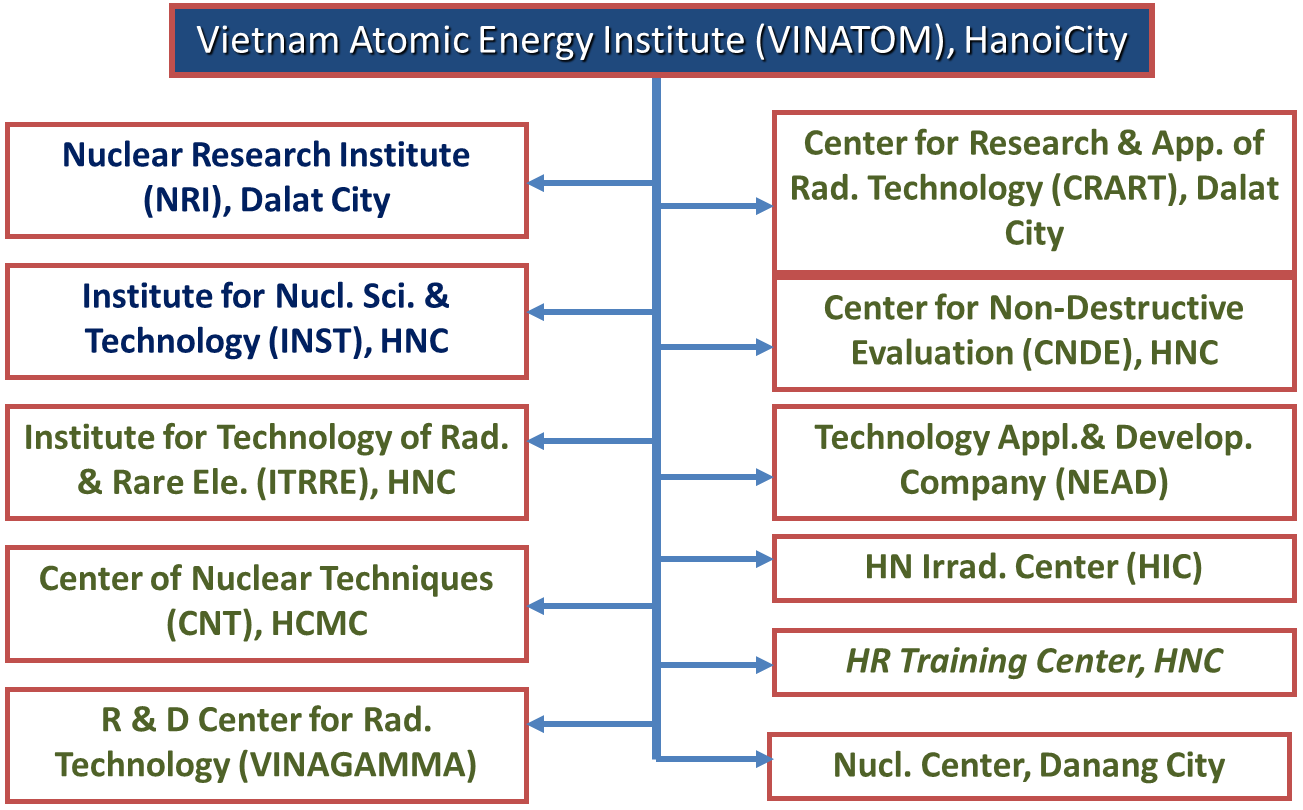 Vietnam Atomic Energy Institute (VINATOM), HanoiCity
Nuclear Research Institute
(NRI), Dalat City
Institute for Nucl. Sci. &
Technology (INST), HNC
Institute for Technology of Rad.
& Rare Ele. (ITRRE), HNC
Center of Nuclear Techniques
(CNT), HCMC
R & D Center for Rad.
Technology (VINAGAMMA)
Center for Research & App. of
Rad. Technology (CRART), Dalat
City
Center for Non-Destructive
Evaluation (CNDE), HNC
Technology Appl.& Develop.
Company (NEAD)
HN Irrad. Center (HIC)
HR Training Center, HNC
Nucl. Center, Danang City